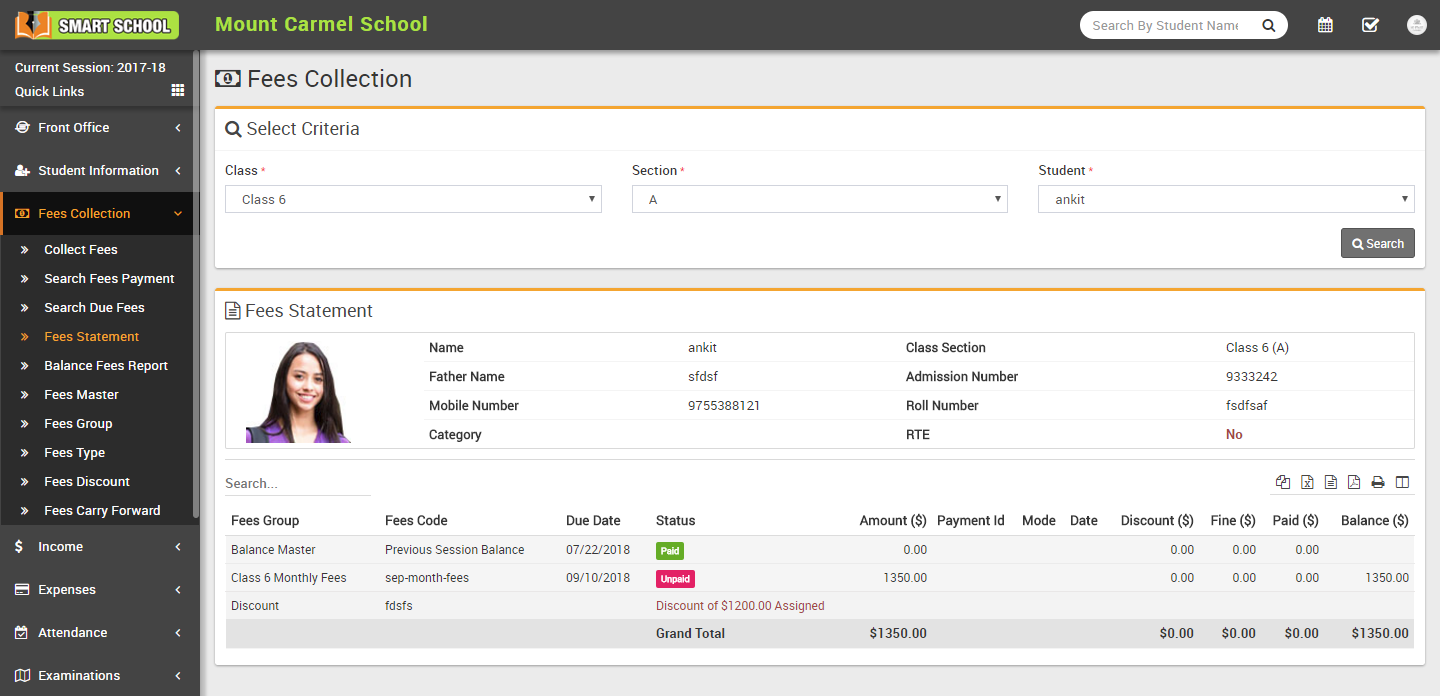 SMART SCHOOL
Mount Carmel School
Search By Student Name
Current Session: 2017-18
Quick Links
Front Office
Student Information
Fees Collection
Collect Fees
Search Fees Payment
Search Due Fees
Fees Statement
Balance Fees Report
Fees Master
Fees Group
Fees Type
Fees Discount
Fees Carry Forward
Income
Expenses
Attendance
Examinations
Fees Collection
Select Criteria
Class * Section * Student *
Class 6 A ankit
Search
Fees Statement
Name ankit Class Section Class 6 (A)
Father Name sfdsf Admission Number 9333242
Mobile Number 9755388121 Roll Number fsdfsaf
Category RTE No
Search...
Fees Group Fees Code Due Date Status Amount ($) Payment Id Mode Date Discount ($) Fine ($) Paid ($) Balance ($)
Balance Master Previous Session Balance 07/22/2018 Paid 0.00 0.00 0.00 0.00
Class 6 Monthly Fees sep-month-fees 09/10/2018 Unpaid 1350.00 0.00 0.00 0.00 1350.00
Discount fdsfs Discount of $1200.00 Assigned
Grand Total $1350.00 $0.00 $0.00 $0.00 $1350.00